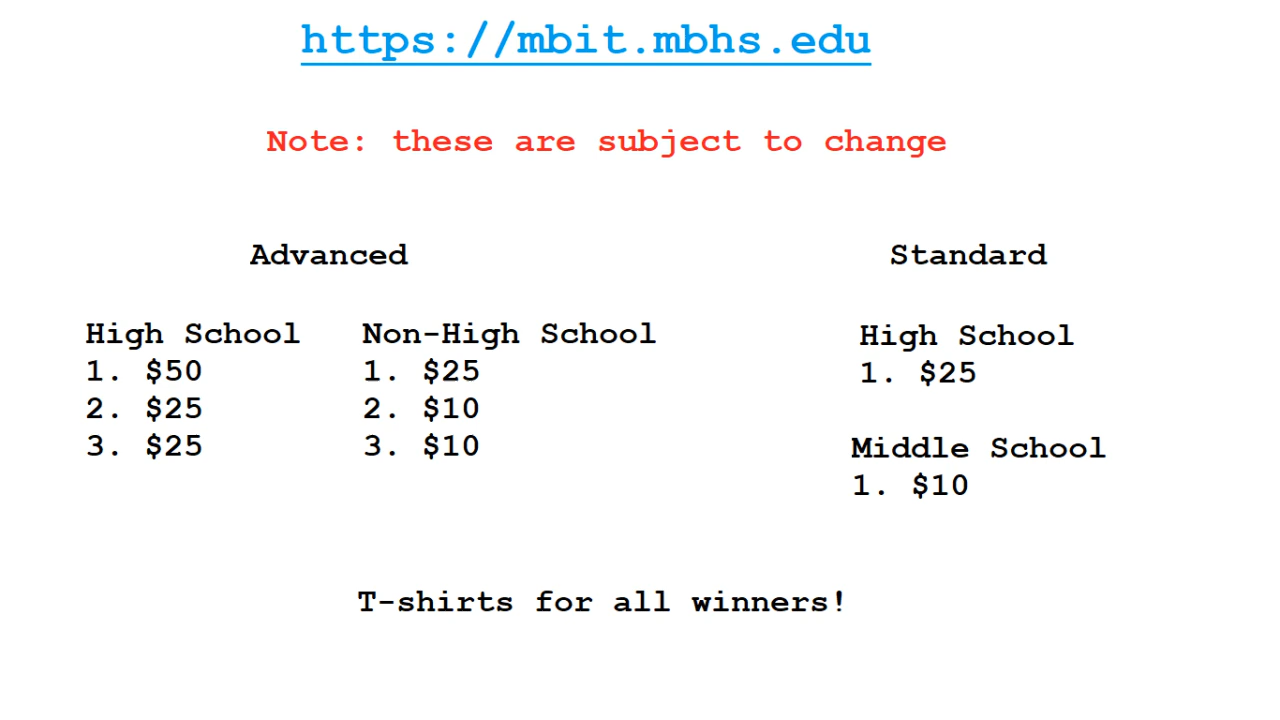 https://mbit.mbhs.edu
Note: these are subject to change
Advanced
High School
1. $50
2. $25
3. $25
Non-High School
1. $25
2. $10
3. $10
Standard
High School
1. $25
Middle School
1. $10
T-shirts for all winners!